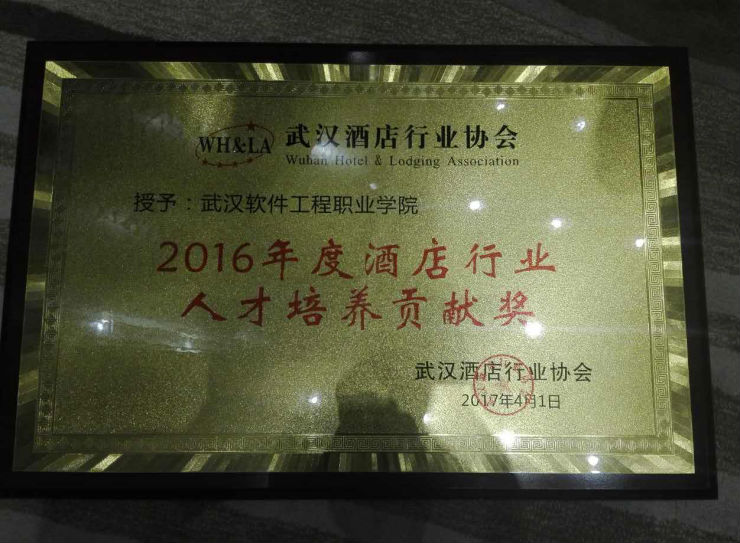 WH&LA
武汉酒店行业协会
Wuhan Hotel & Lodging Association
授予：武汉软件工程职业学院
2016年度酒店行业
人才培养贡献奖
武汉酒店行业协会
2017年4月1日